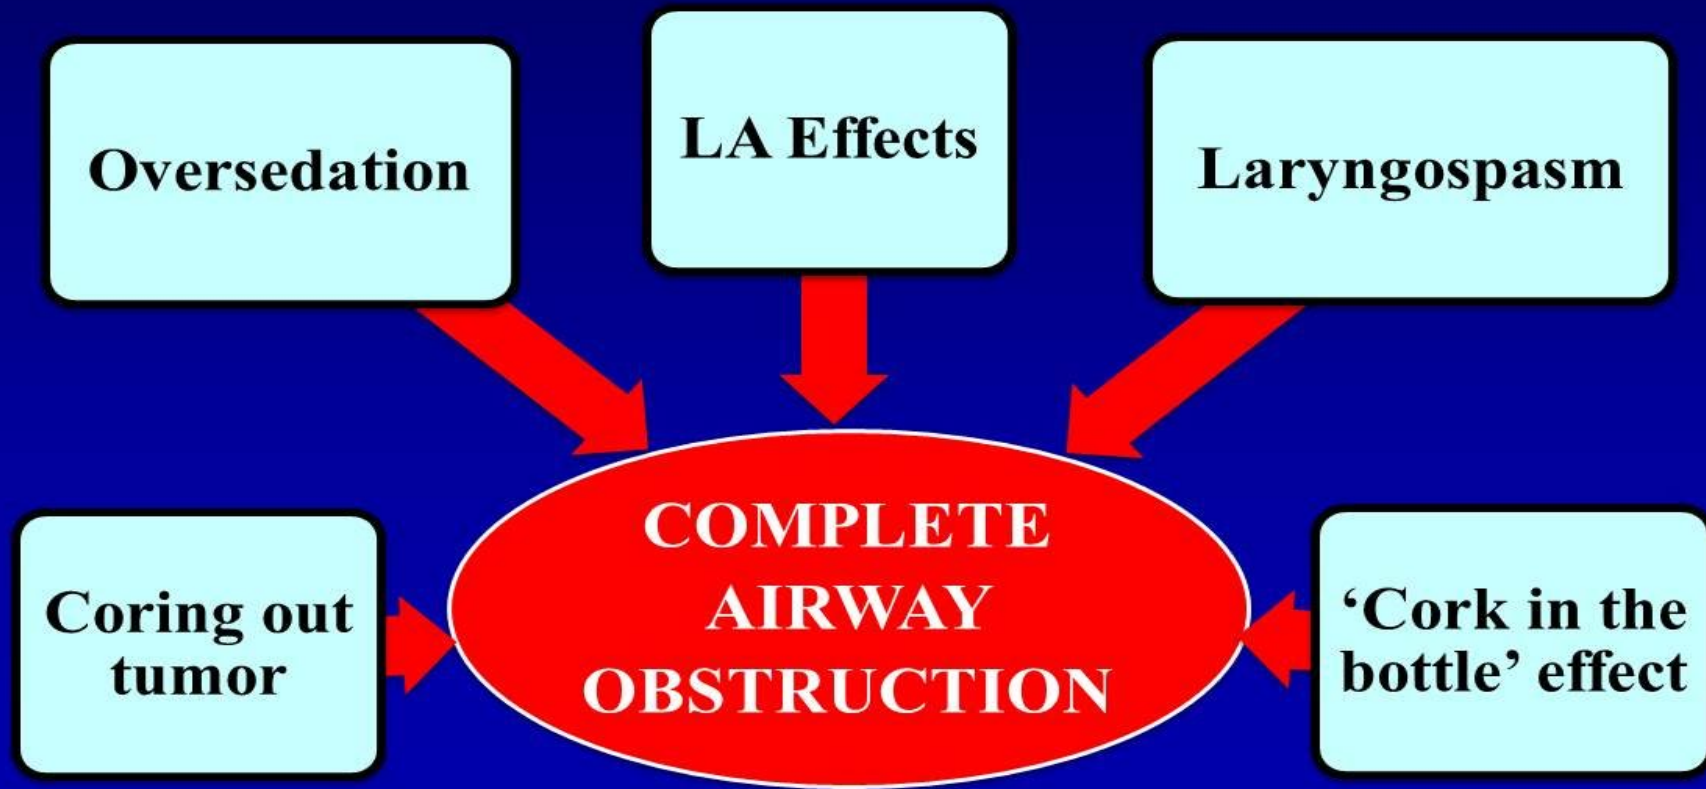 Oversedation
LA Effects
Laryngospasm
COMPLETE
AIRWAY
OBSTRUCTION
Coring out
tumor
‘Cork in the
bottle’ effect